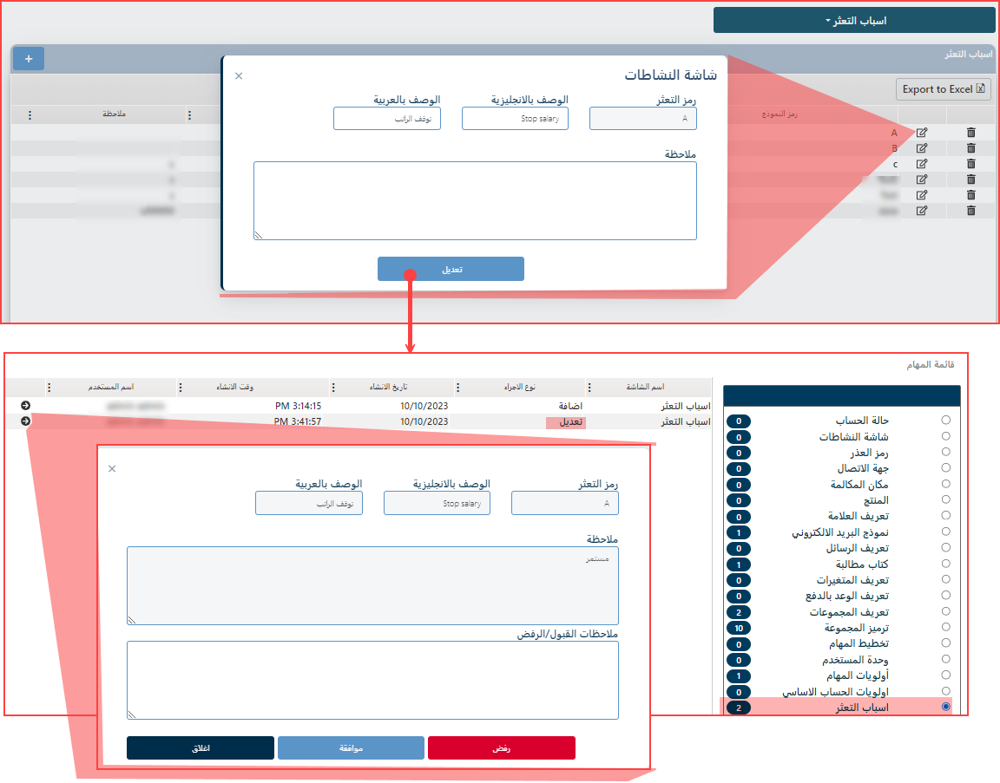 اسباب التعثر
اسباب التعثر
+
Export to Excel
رمز النموذج
ملاحظة
A
B
c
شاشة النشاطات
×
رمز التعثر
الوصف بالانجليزية
الوصف بالعربية
A
Stop salary
توقف الراتب
ملاحظة
تعديل
قائمة المهام
اسم الشاشة
نوع الاجراء
تاريخ الانشاء
وقت الانشاء
اسم المستخدم
اسباب التعثر اضافة 10/10/2023 3:14:15 PM
اسباب التعثر تعديل 10/10/2023 3:41:57 PM
حالة الحساب 0
شاشة النشاطات 0
رمز العذر 0
جهة الاتصال 0
مكان المكالمة 0
المنتج 0
تعريف العلامة 0
نموذج البريد الالكتروني 1
تعريف الرسائل 0
كتاب مطالبة 1
تعريف المتغيرات 0
تعريف الوعد بالدفع 0
تعريف المجموعات 2
ترميز المجموعة 10
تخطيط المهام 0
وحدة المستخدم 0
أولويات المهام 1
اولويات الحساب الاساسي 0
اسباب التعثر 2
×
رمز التعثر
الوصف بالانجليزية
الوصف بالعربية
A
Stop salary
توقف الراتب
ملاحظة
مستمر
ملاحظات القبول/الرفض
رفض
موافقة
اغلاق